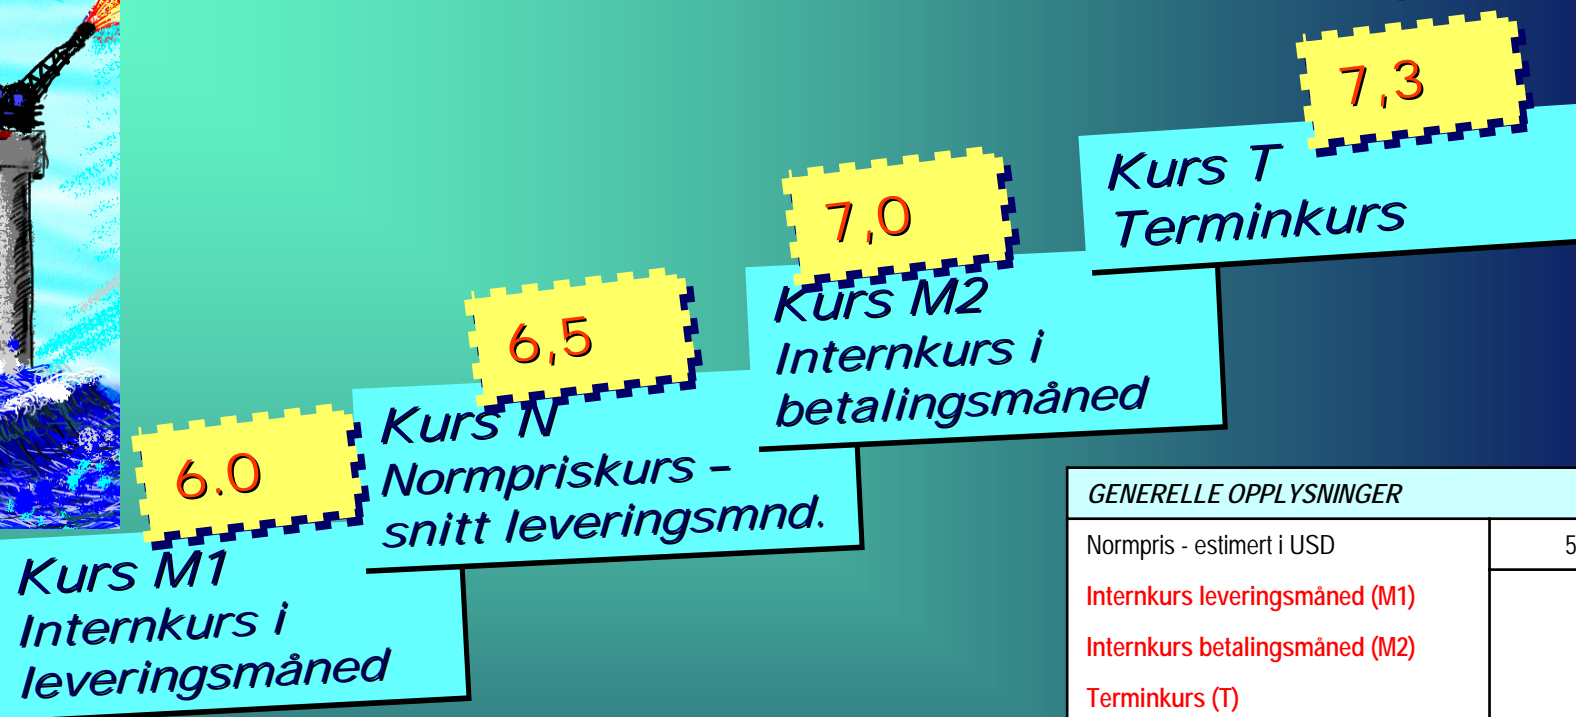 6.0
Kurs M1
Internkurs i
leveringsmåned
6,5
Kurs N
Normpriskurs –
snitt leveringsmnd.
7,0
Kurs M2
Internkurs i
betalingsmåned
7,3
Kurs T
Terminkurs
GENERELLE OPPLYSNINGER
Normpris - estimert i USD 5
Internkurs leveringsmåned (M1)
Internkurs betalingsmåned (M2)
Terminkurs (T)